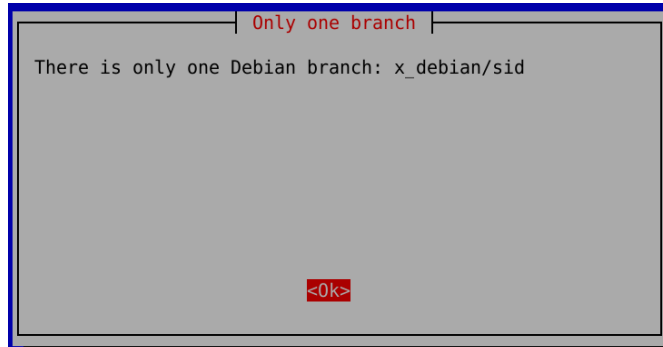 Only one branch
There is only one Debian branch: x_debian/sid
<Ok>